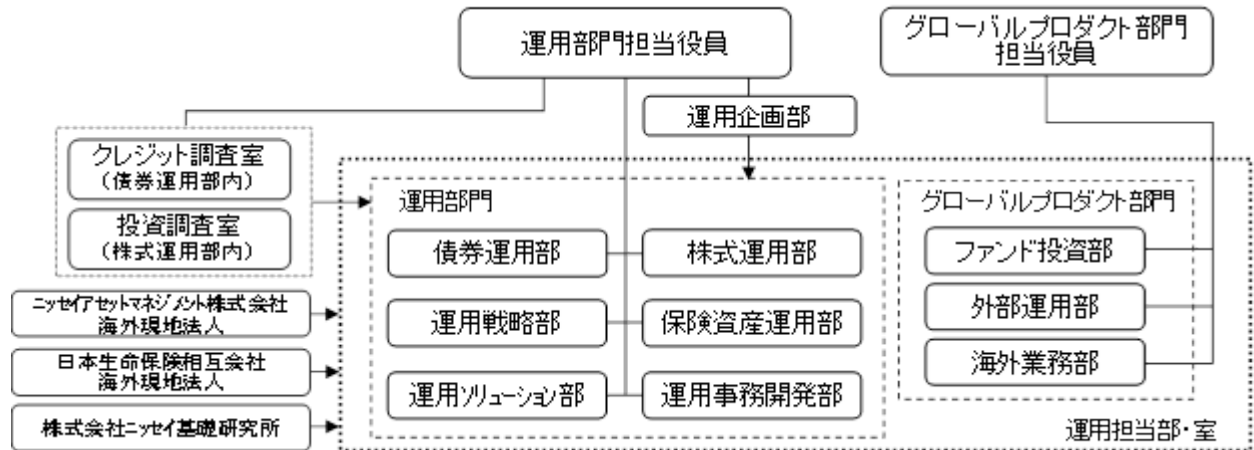 運用部門担当役員
グローバルプロダクト部門
担当役員
運用企画部
クレジット調査室
（債券運用部内）
投資調査室
（株式運用部内）
運用部門
債券運用部
株式運用部
運用戦略部
保険資産運用部
運用ソリューション部
運用事務開発部
グローバルプロダクト部門
ファンド投資部
外部運用部
海外業務部
ニッセイアセットマネジメント株式会社
海外現地法人
日本生命保険相互会社
海外現地法人
株式会社ニッセイ基礎研究所
運用担当部・室